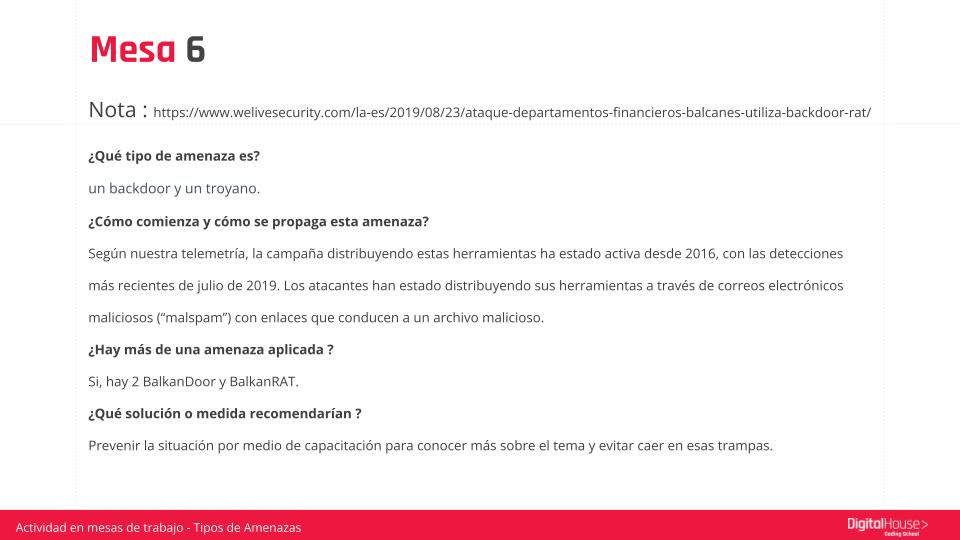 Mesa 6
Nota : https://www.welivesecurity.com/la-es/2019/08/23/ataque-departamentos-financieros-balcanes-utiliza-backdoor-rat/
¿Qué tipo de amenaza es?
un backdoor y un troyano.
¿Cómo comienza y cómo se propaga esta amenaza?
Según nuestra telemetría, la campaña distribuyendo estas herramientas ha estado activa desde 2016, con las detecciones
más recientes de julio de 2019. Los atacantes han estado distribuyendo sus herramientas a través de correos electrónicos
maliciosos (“malspam”) con enlaces que conducen a un archivo malicioso.
¿Hay más de una amenaza aplicada ?
Si, hay 2 BalkanDoor y BalkanRAT.
¿Qué solución o medida recomendarían ?
Prevenir la situación por medio de capacitación para conocer más sobre el tema y evitar caer en esas trampas.
Actividad en mesas de trabajo - Tipos de Amenazas
DigitalHouse>
Coding School